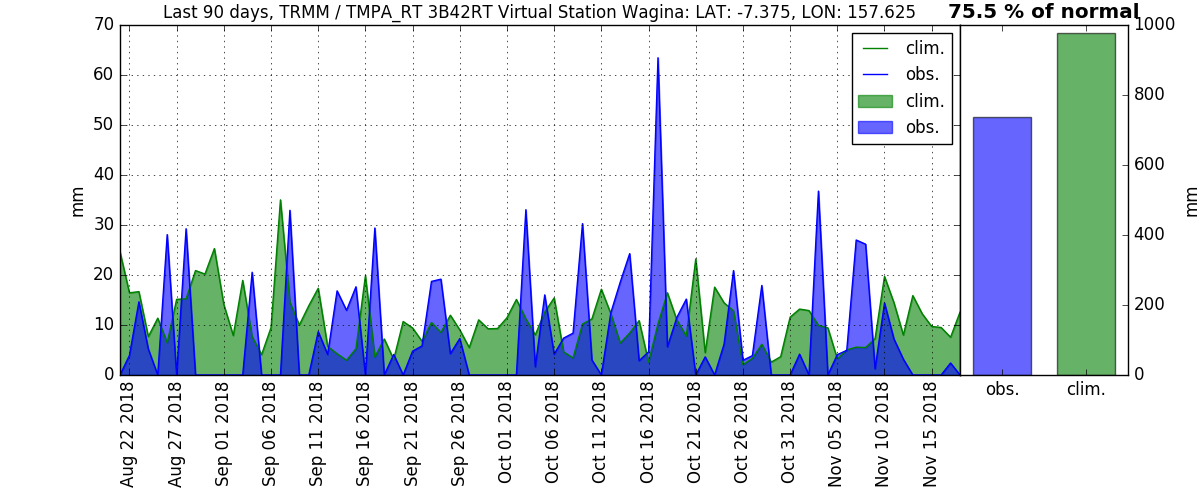 Last 90 days, TRMM / TMPA_RT 3B42RT Virtual Station Wagina: LAT: -7.375, LON: 157.625
75.5 % of normal
70
60
50
40
30
20
10
0
mm
clim.
obs.
clim.
obs.
1000
800
600
400
200
0
mm
obs.
clim.
Aug 22 2018
Aug 27 2018
Sep 01 2018
Sep 06 2018
Sep 11 2018
Sep 16 2018
Sep 21 2018
Sep 26 2018
Oct 01 2018
Oct 06 2018
Oct 11 2018
Oct 16 2018
Oct 21 2018
Oct 26 2018
Oct 31 2018
Nov 05 2018
Nov 10 2018
Nov 15 2018